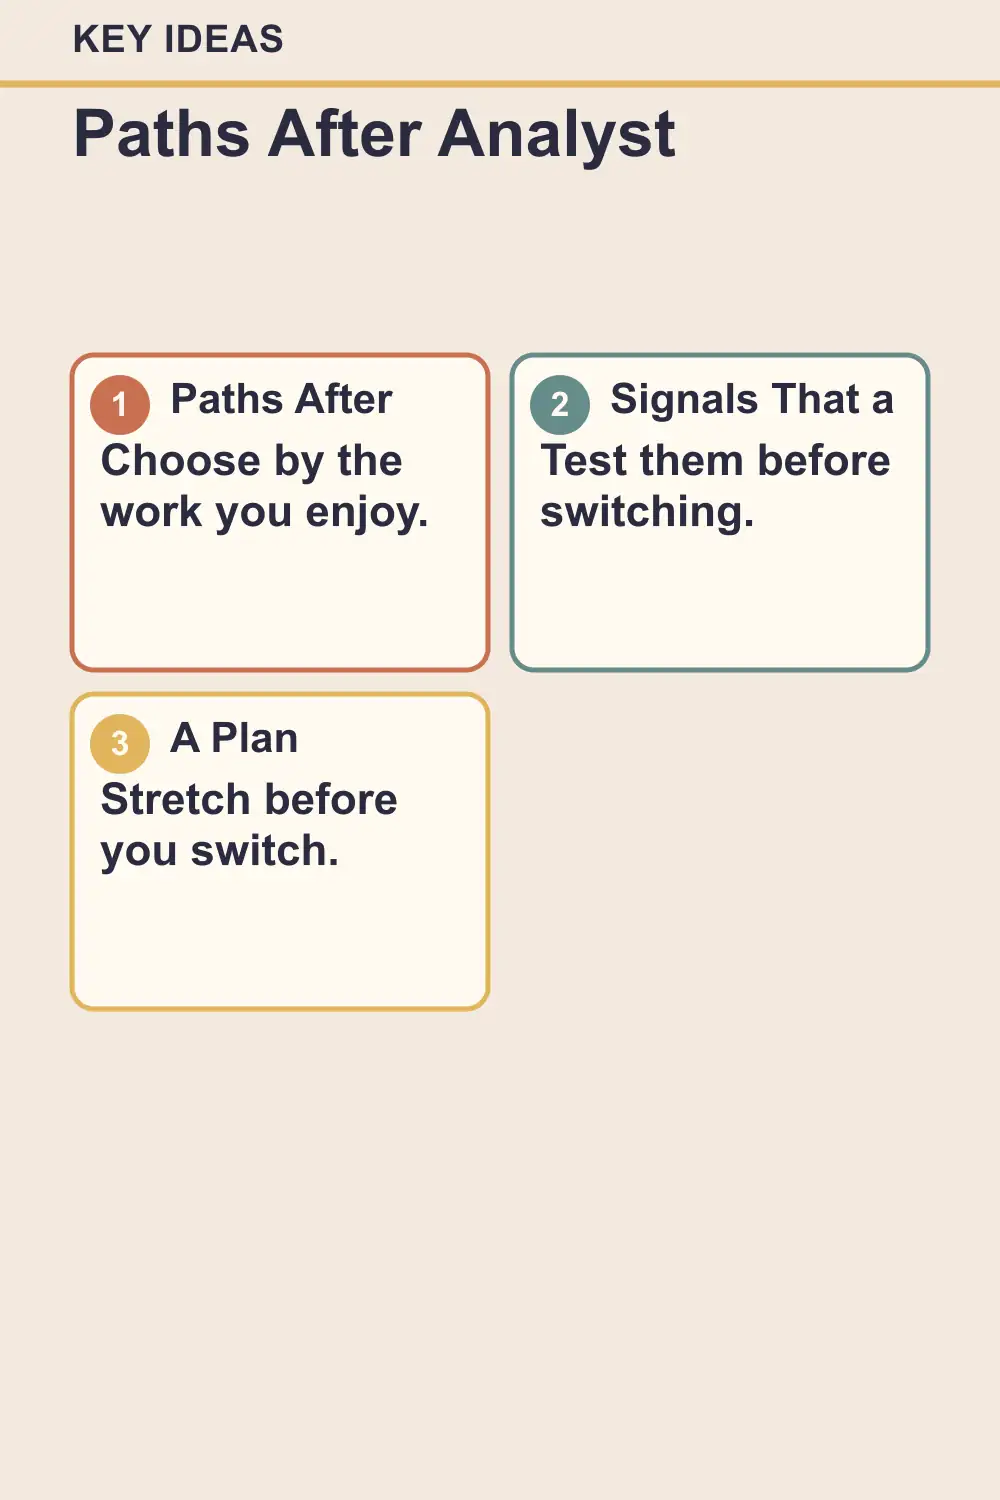 KEY IDEAS
Paths After Analyst
1 Paths After
Choose by the
work you enjoy.
2 Signals That a
Test them before
switching.
3 A Plan
Stretch before
you switch.